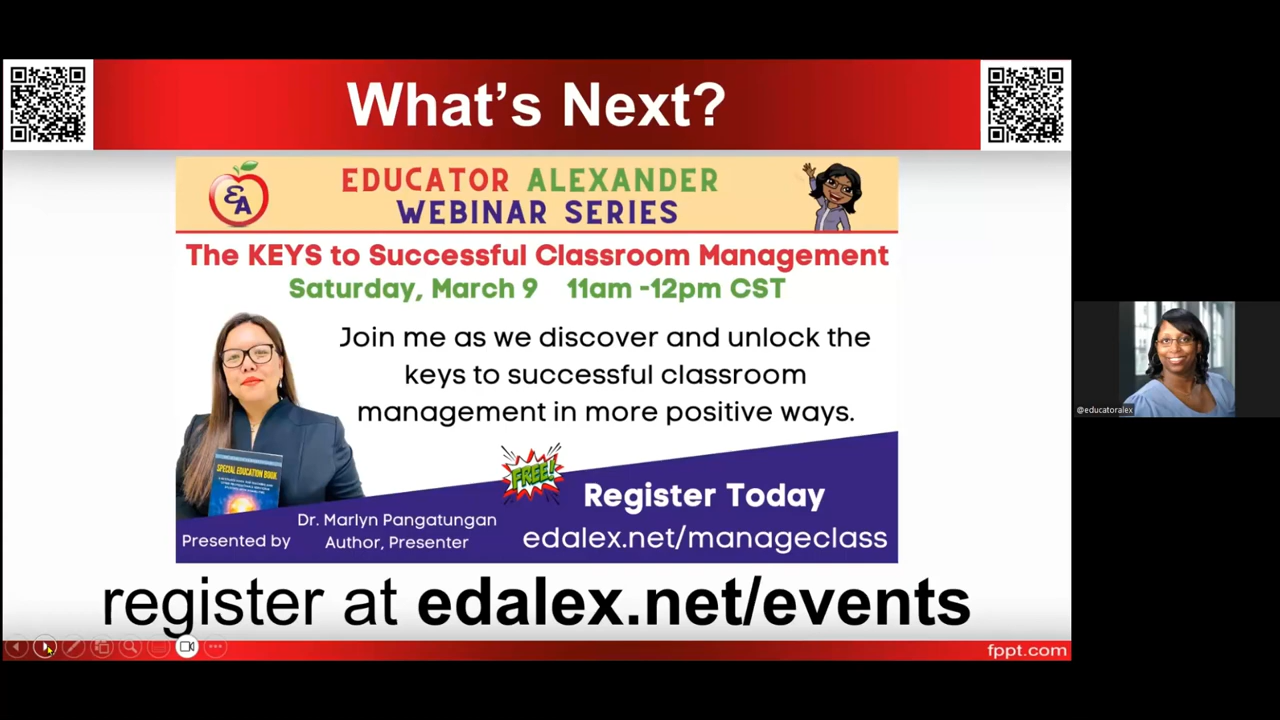 What's Next?
EA
EDUCATOR ALEXANDER
WEBINAR SERIES
The KEYS to Successful Classroom Management
Saturday, March 9 11am -12pm CST
Join me as we discover and unlock the
keys to successful classroom
management in more positive ways.
SPECIAL EDUCATION BOOK
FREE!
Register Today
edalex.net/manageclass
Presented by
Dr. Marlyn Pangatungan
Author, Presenter
register at edalex.net/events
fppt.com
@educatoralex